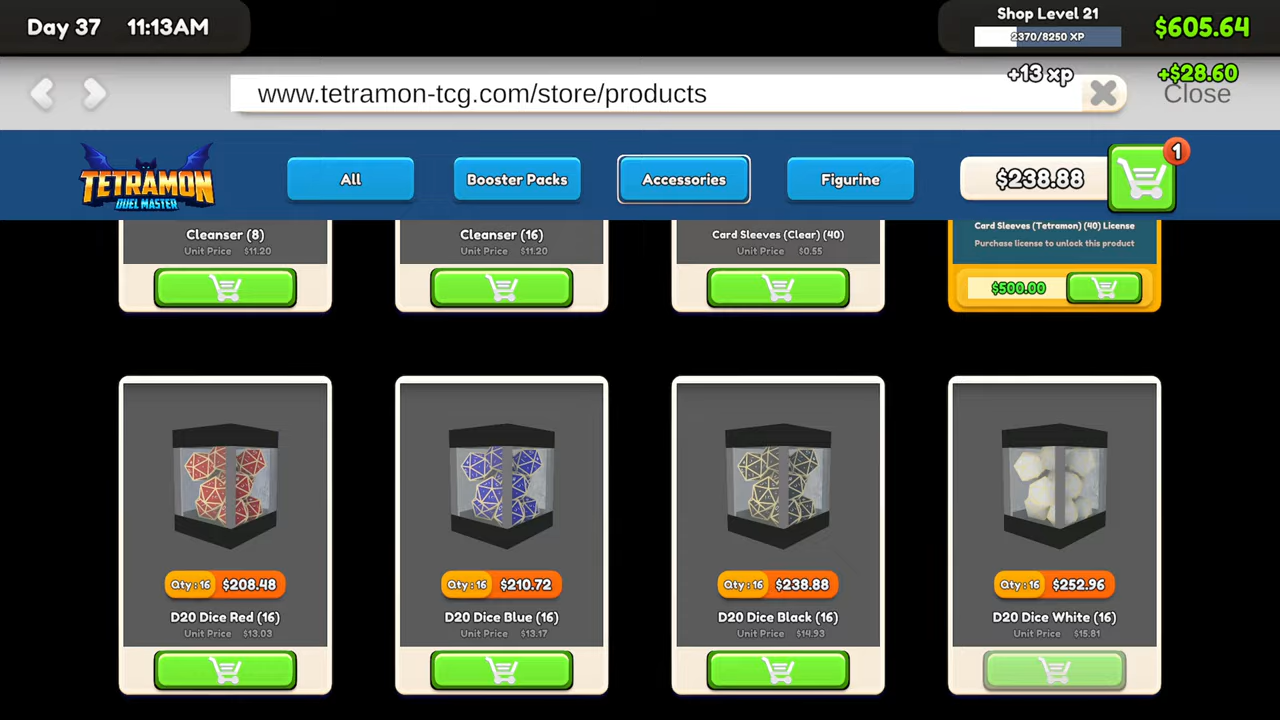 Day 37 11:13AM
Shop Level 21
2370/8250 XP
$605.64
+13 xp
+$28.60
www.tetramon-tcg.com/store/products
Close
TETRAMON
DUEL MASTER
All
Booster Packs
Accessories
Figurine
$238.88
1
Cleanser (8)
Unit Price $11.20
Cleanser (16)
Unit Price $11.20
Card Sleeves (Clear) (40)
Unit Price $0.55
Card Sleeves (Tetramon) (40) License
Purchase license to unlock this product
$500.00
Qty : 16 $208.48
D20 Dice Red (16)
Unit Price $13.03
Qty : 16 $210.72
D20 Dice Blue (16)
Unit Price $13.17
Qty : 16 $238.88
D20 Dice Black (16)
Unit Price $14.93
Qty : 16 $252.96
D20 Dice White (16)
Unit Price $15.81